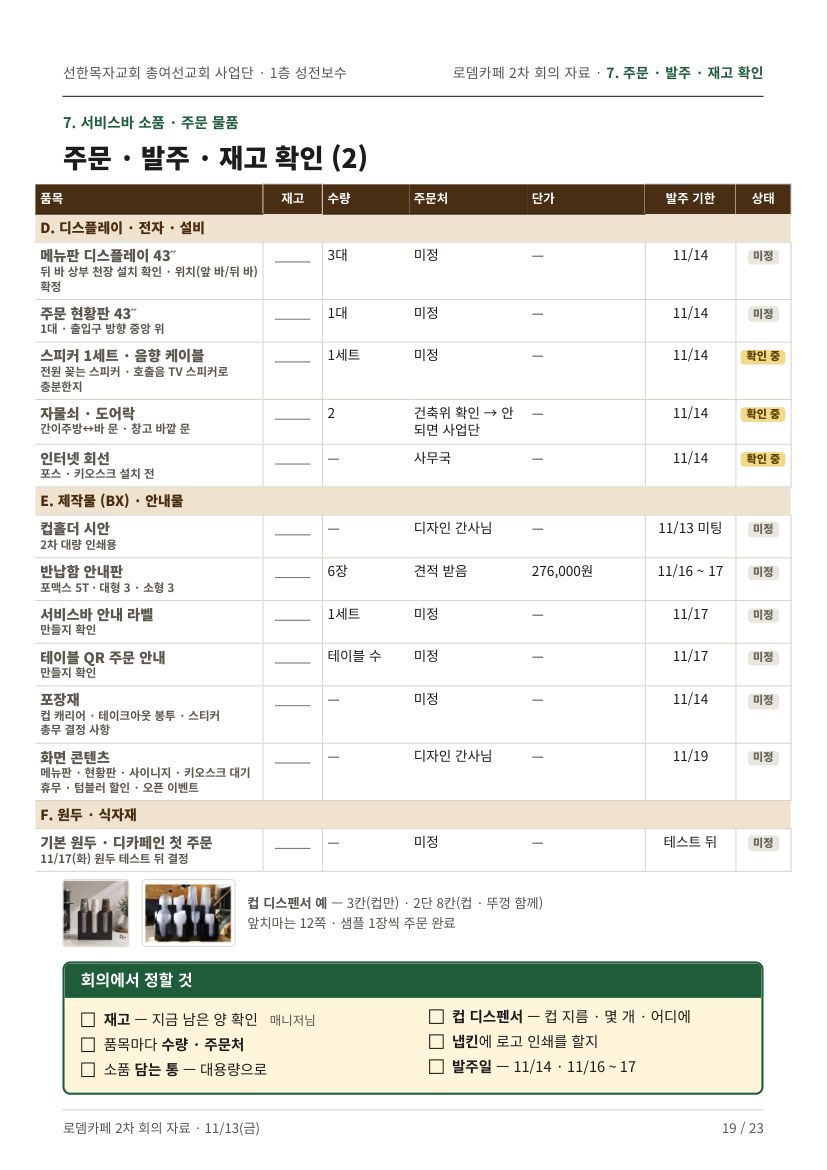 선한목자교회 총여선교회 사업단 · 1층 성전보수
로뎀카페 2차 회의 자료 · 7. 주문 · 발주 · 재고 확인
7. 서비스바 소품 · 주문 물품
주문 · 발주 · 재고 확인 (2)
품목 재고 수량 주문처 단가 발주 기한 상태
D. 디스플레이 · 전자 · 설비
메뉴판 디스플레이 43˝ _____ 3대 미정 — 11/14 미정
뒤 바 상부 천장 설치 확인 · 위치(앞 바/뒤 바)
확정
주문 현황판 43˝ _____ 1대 미정 — 11/14 미정
1대 · 출입구 방향 중앙 위
스피커 1세트 · 음향 케이블 _____ 1세트 미정 — 11/14 확인 중
전원 꽂는 스피커 · 호출음 TV 스피커로
충분한지
자물쇠 · 도어락 _____ 2 건축위 확인 → 안 — 11/14 확인 중
간이주방↔바 문 · 창고 바깥 문 되면 사업단
인터넷 회선 _____ — 사무국 — 11/14 확인 중
포스 · 키오스크 설치 전
E. 제작물 (BX) · 안내물
컵홀더 시안 _____ — 디자인 간사님 — 11/13 미팅 미정
2차 대량 인쇄용
반납함 안내판 _____ 6장 견적 받음 276,000원 11/16 ~ 17 미정
포맥스 5T · 대형 3 · 소형 3
서비스바 안내 라벨 _____ 1세트 미정 — 11/17 미정
만들지 확인
테이블 QR 주문 안내 _____ 테이블 수 미정 — 11/17 미정
만들지 확인
포장재 _____ — 미정 — 11/14 미정
컵 캐리어 · 테이크아웃 봉투 · 스티커
총무 결정 사항
화면 콘텐츠 _____ — 디자인 간사님 — 11/19 미정
메뉴판 · 현황판 · 사이니지 · 키오스크 대기
휴무 · 텀블러 할인 · 오픈 이벤트
F. 원두 · 식자재
기본 원두 · 디카페인 첫 주문 _____ — 미정 — 테스트 뒤 미정
11/17(화) 원두 테스트 뒤 결정
컵 디스펜서 예 — 3칸(컵만) · 2단 8칸(컵 · 뚜껑 함께)
앞치마는 12쪽 · 샘플 1장씩 주문 완료
회의에서 정할 것
☐ 재고 — 지금 남은 양 확인 매니저님
☐ 품목마다 수량 · 주문처
☐ 소품 담는 통 — 대용량으로
☐ 컵 디스펜서 — 컵 지름 · 몇 개 · 어디에
☐ 냅킨에 로고 인쇄를 할지
☐ 발주일 — 11/14 · 11/16 ~ 17
로뎀카페 2차 회의 자료 · 11/13(금)
19 / 23